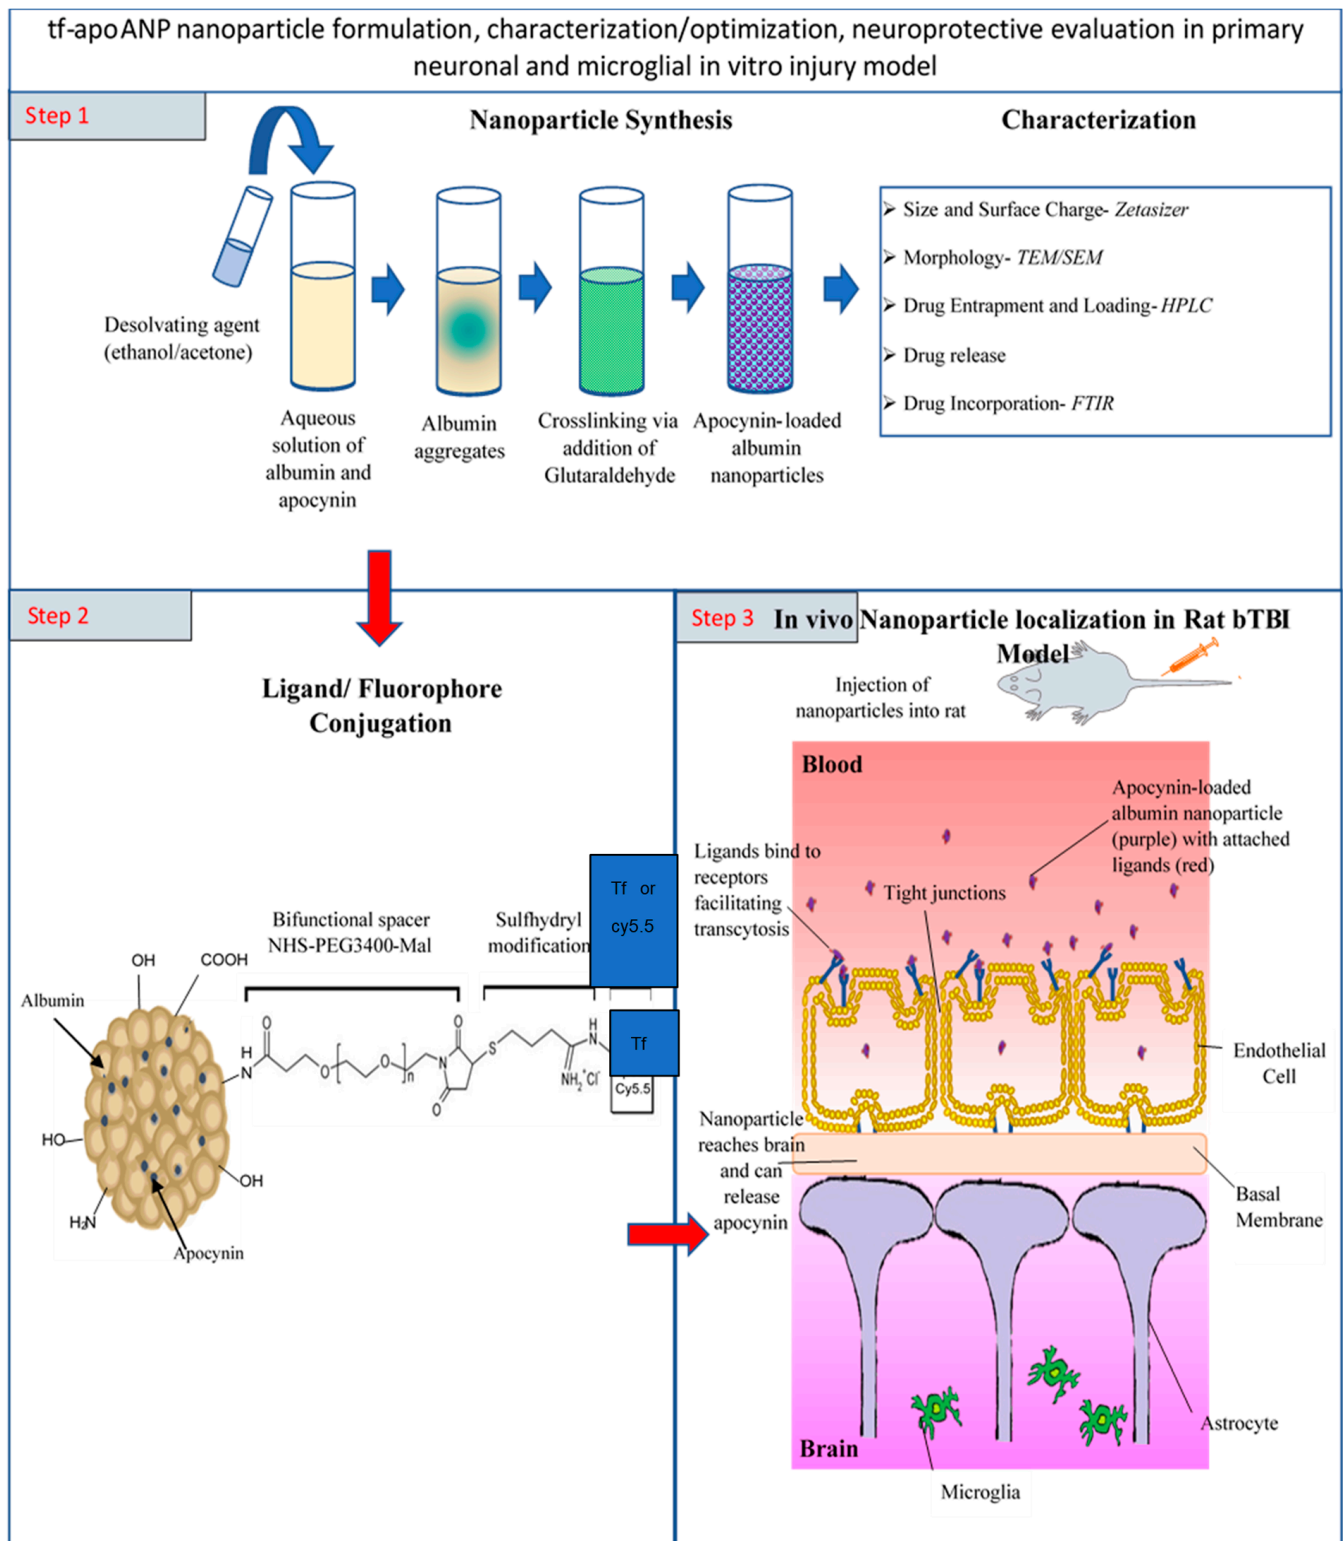 tf-apoANP nanoparticle formulation, characterization/optimization, neuroprotective evaluation in primary
neuronal and microglial in vitro injury model
Step 1
Nanoparticle Synthesis
Characterization
Desolvating agent
(ethanol/acetone)
Aqueous
solution of
albumin and
apocynin
Albumin
aggregates
Crosslinking via
addition of
Glutaraldehyde
Apocynin-loaded
albumin
nanoparticles
➢ Size and Surface Charge- Zetasizer
➢ Morphology- TEM/SEM
➢ Drug Entrapment and Loading- HPLC
➢ Drug release
➢ Drug Incorporation- FTIR
Step 2
Ligand/ Fluorophore
Conjugation
Bifunctional spacer
NHS-PEG3400-Mal
Sulfhydryl
modification
Tf or
cy5.5
OH
COOH
Albumin
H
N
O
O
O
n
N
O
O
S
H
N
NH₂⁺Cl⁻
Tf
Cy5.5
HO
OH
H₂N
Apocynin
Step 3
In vivo Nanoparticle localization in Rat bTBI
Model
Injection of
nanoparticles into rat
Blood
Apocynin-loaded
albumin nanoparticle
(purple) with attached
ligands (red)
Ligands bind to
receptors
facilitating
transcytosis
Tight junctions
Endothelial
Cell
Nanoparticle
reaches brain
and can
release
apocynin
Basal
Membrane
Astrocyte
Brain
Microglia